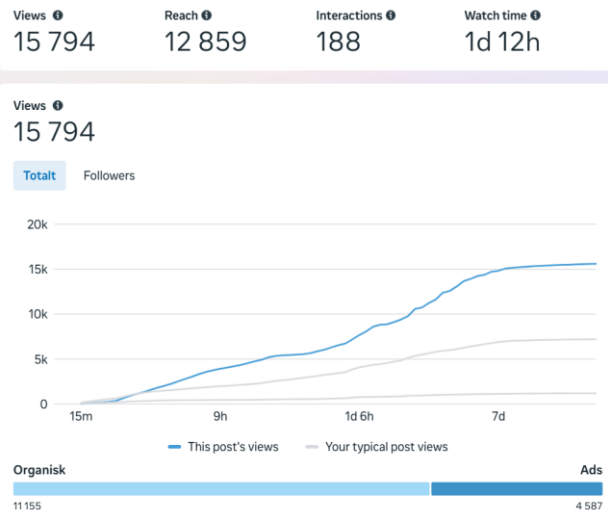 Views Reach Interactions Watch time
15 794 12 859 188 1d 12h
Views
15 794
Totalt Followers
20k
15k
10k
5k
0
15m 9h 1d 6h 7d
This post's views Your typical post views
Organisk Ads
11 155 4 587